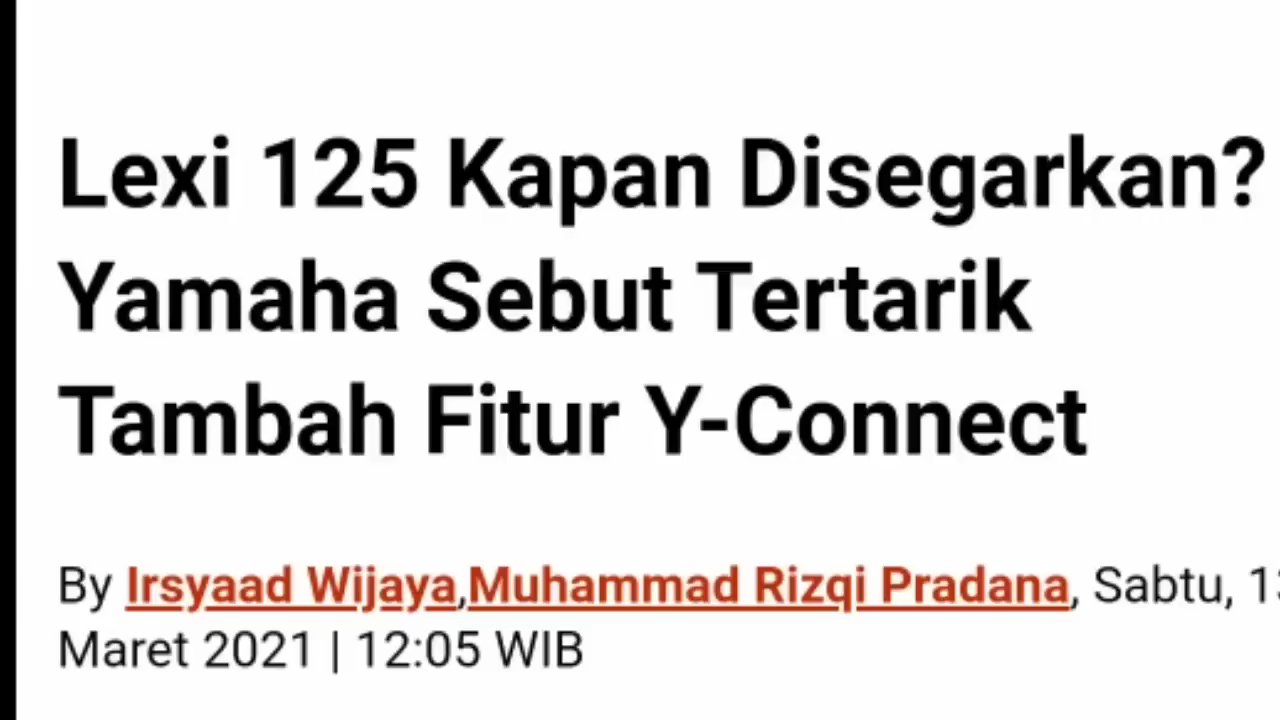 Lexi 125 Kapan Disegarkan?
Yamaha Sebut Tertarik
Tambah Fitur Y-Connect
By Irsyaad Wijaya,Muhammad Rizqi Pradana, Sabtu, 13
Maret 2021 | 12:05 WIB